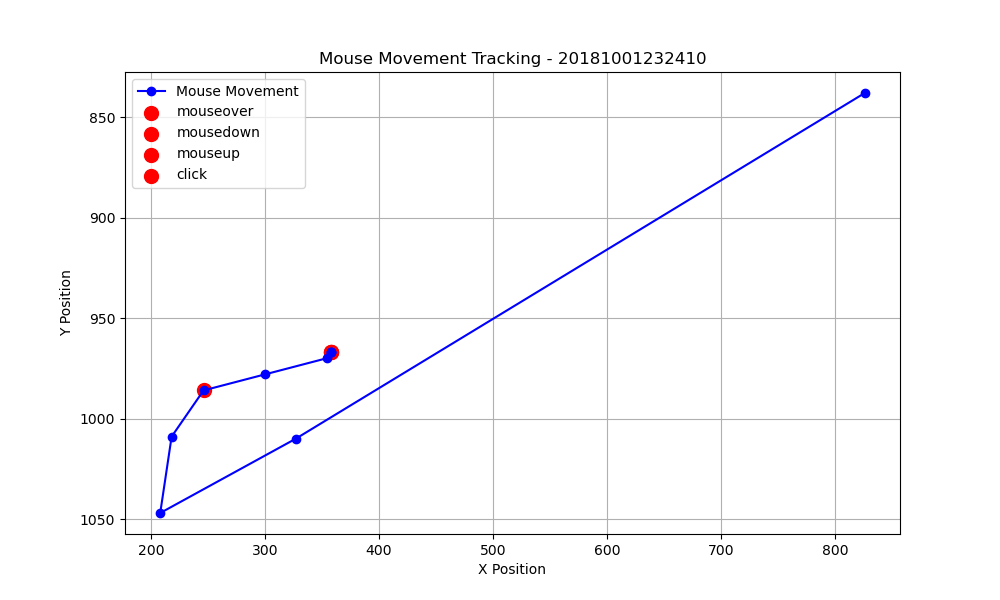 Mouse Movement Tracking - 20181001232410
Mouse Movement
mouseover
mousedown
mouseup
click
Y Position
850
900
950
1000
1050
200 300 400 500 600 700 800
X Position